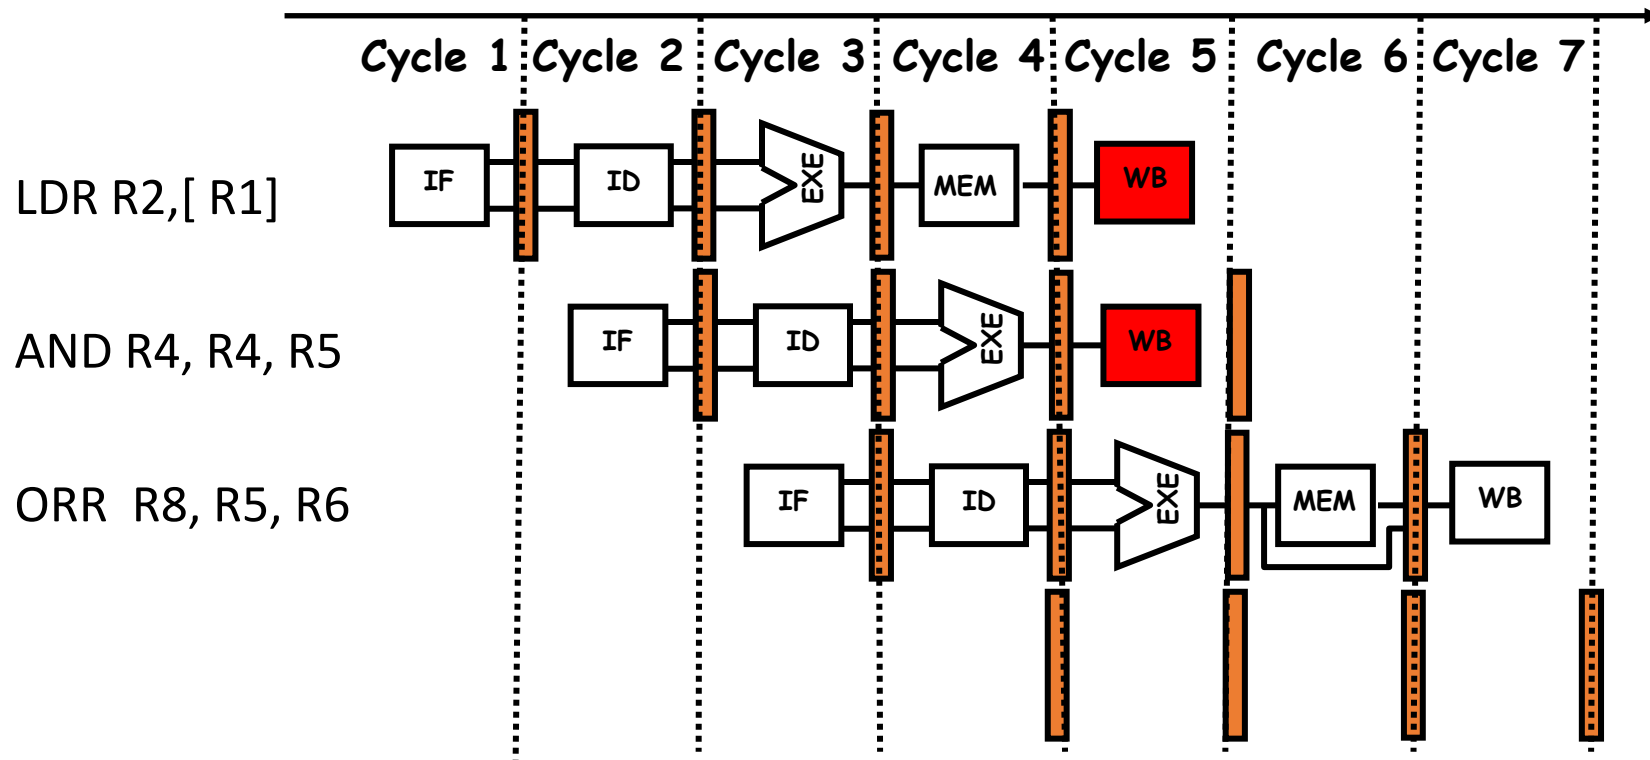 Cycle 1 Cycle 2 Cycle 3 Cycle 4 Cycle 5 Cycle 6 Cycle 7
LDR R2,[ R1] IF ID EXE MEM WB
AND R4, R4, R5 IF ID EXE WB
ORR R8, R5, R6 IF ID EXE MEM WB